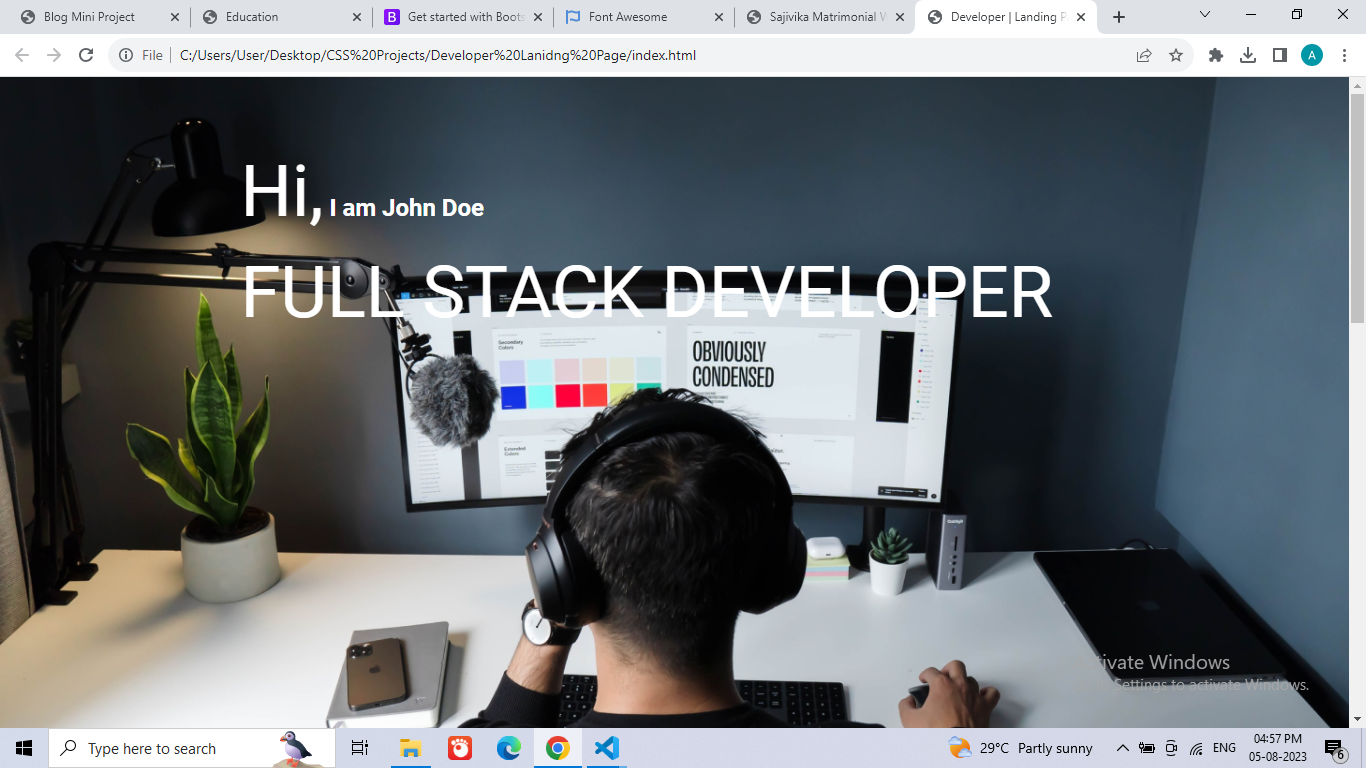 Blog Mini Project
Education
Get started with Boots
Font Awesome
Sajivika Matrimonial W
Developer | Landing P
File
C:/Users/User/Desktop/CSS%20Projects/Developer%20Lanidng%20Page/index.html
A
Hi, I am John Doe
FULL STACK DEVELOPER
Secondary
Colors
OBVIOUSLY
CONDENSED
Extended
Colors
Activate Windows
Settings to activate Windows.
Type here to search
29°C Partly sunny
ENG
04:57 PM
05-08-2023
6